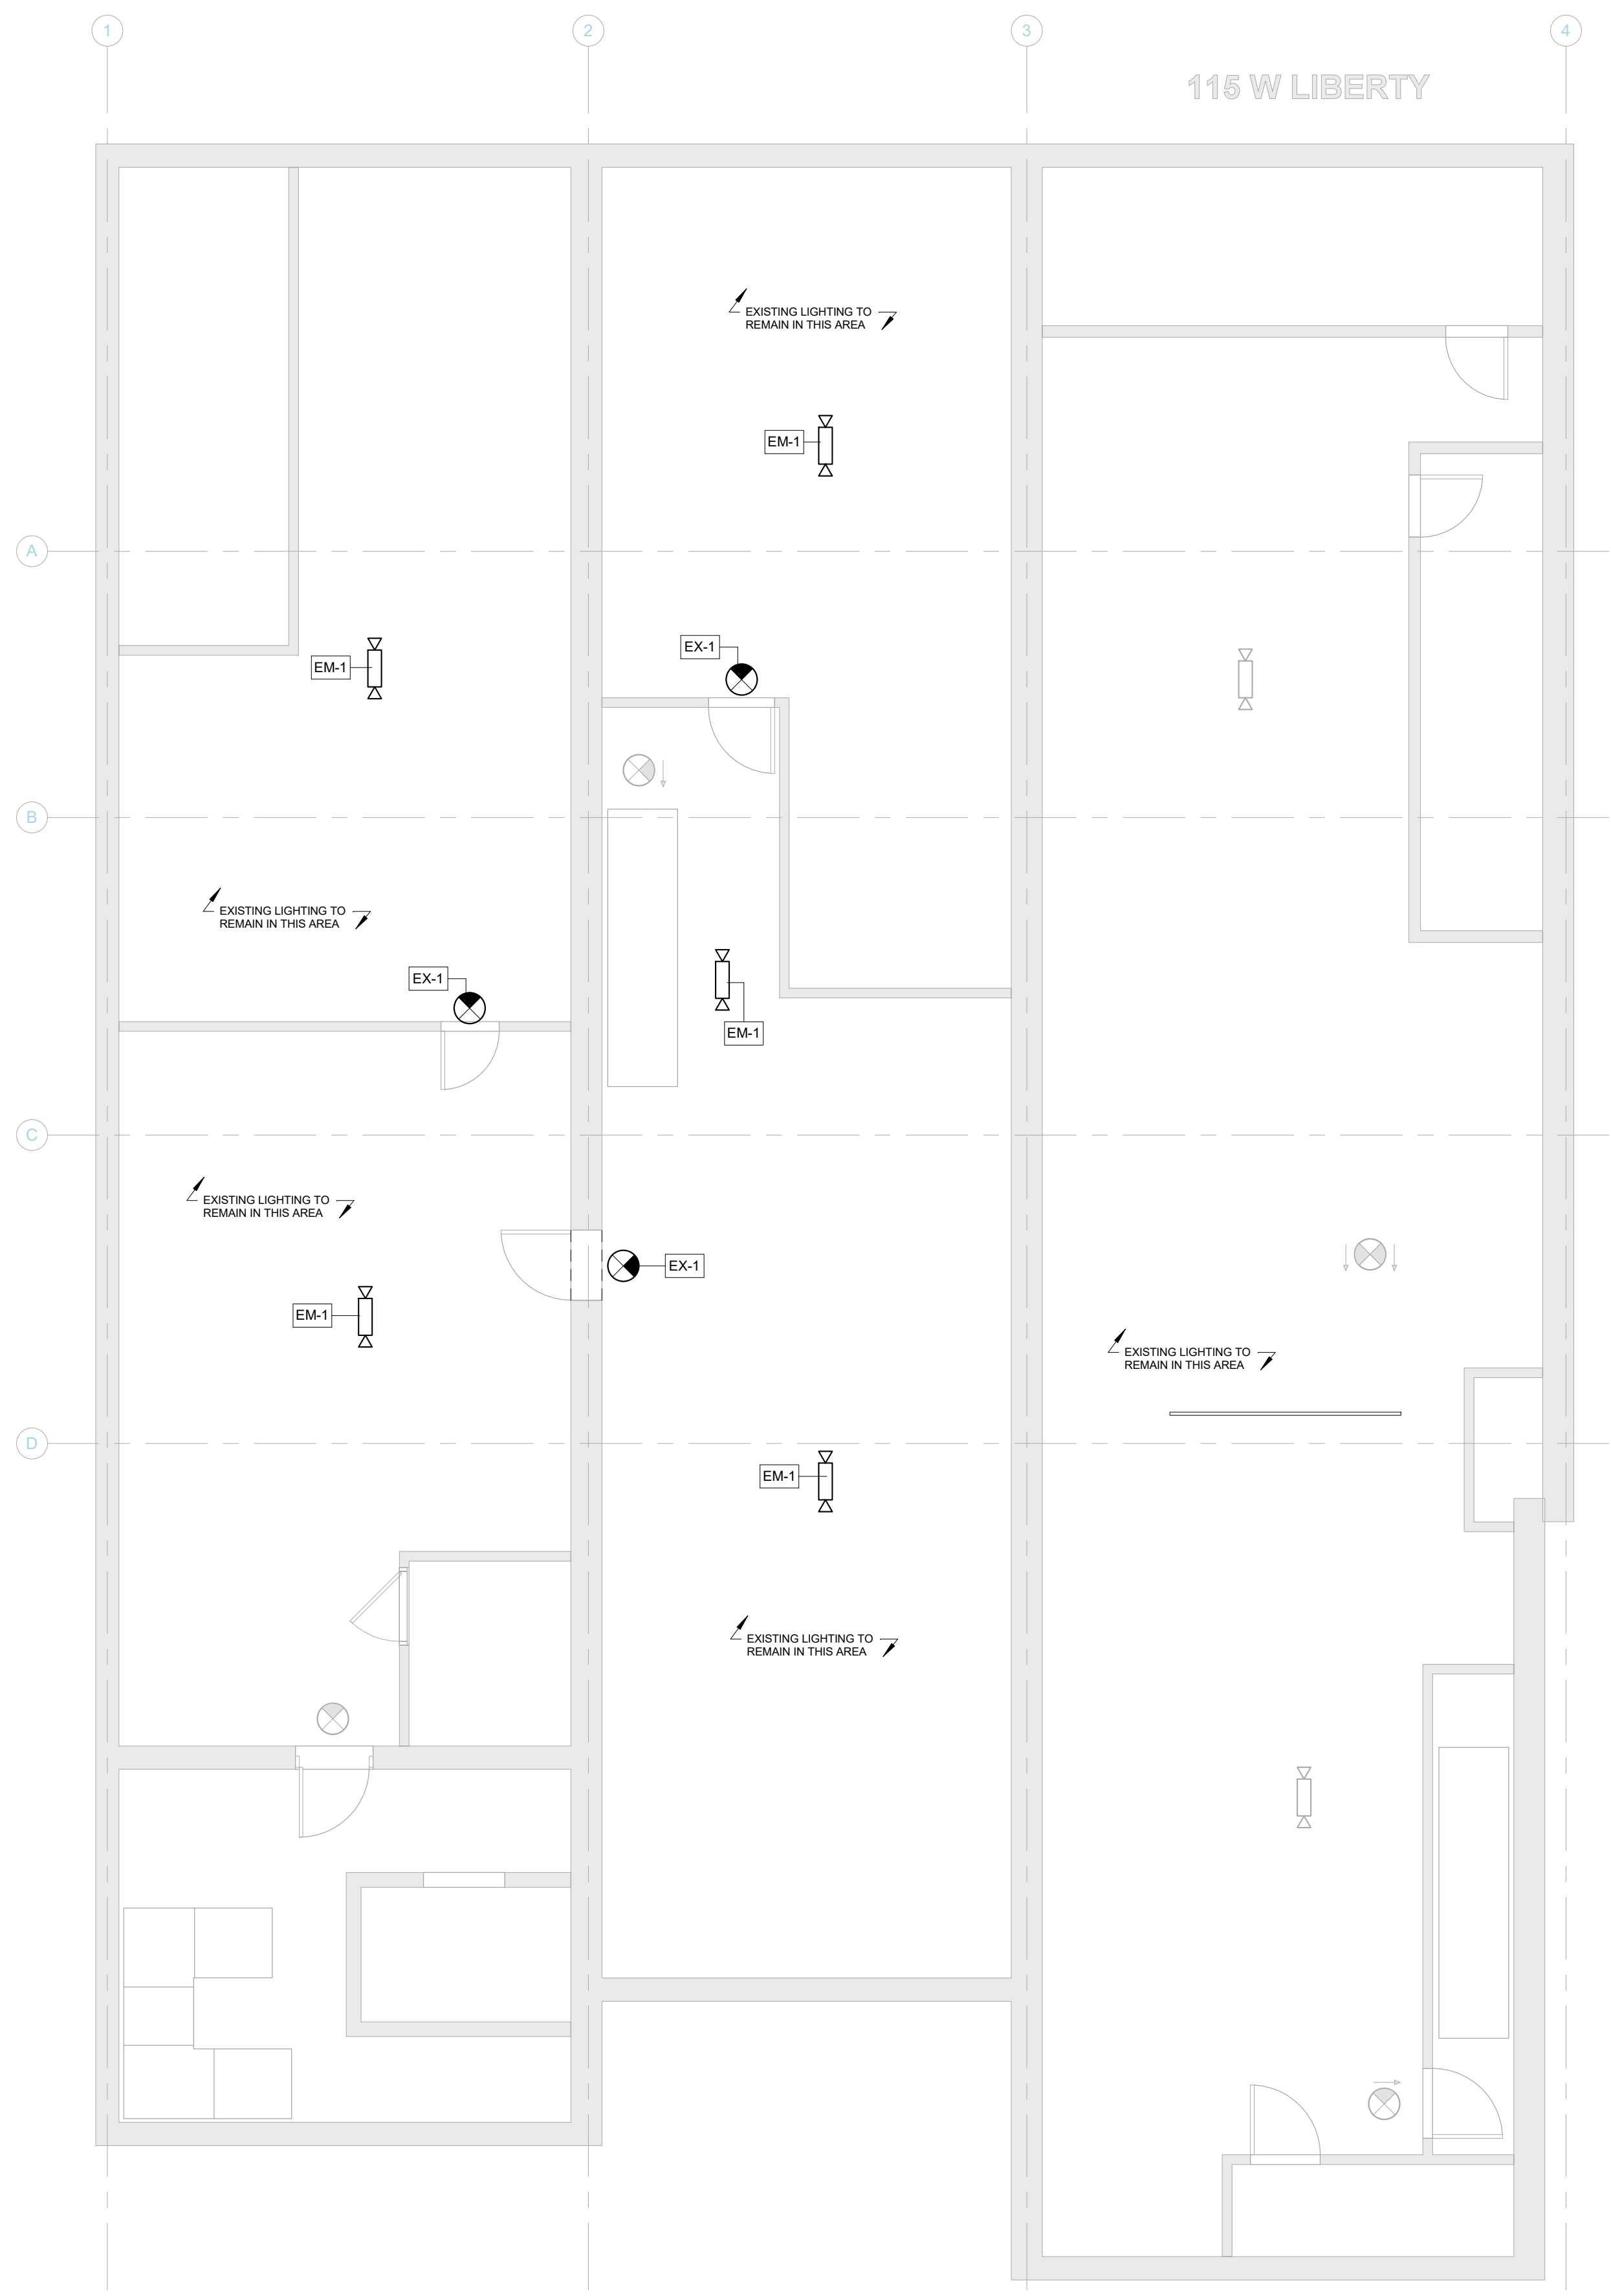 1
2
3
4
115 W LIBERTY
EXISTING LIGHTING TO
REMAIN IN THIS AREA
EM-1
A
EX-1
EM-1
B
EXISTING LIGHTING TO
REMAIN IN THIS AREA
EX-1
EM-1
C
EXISTING LIGHTING TO
REMAIN IN THIS AREA
EX-1
EM-1
EXISTING LIGHTING TO
REMAIN IN THIS AREA
D
EM-1
EXISTING LIGHTING TO
REMAIN IN THIS AREA